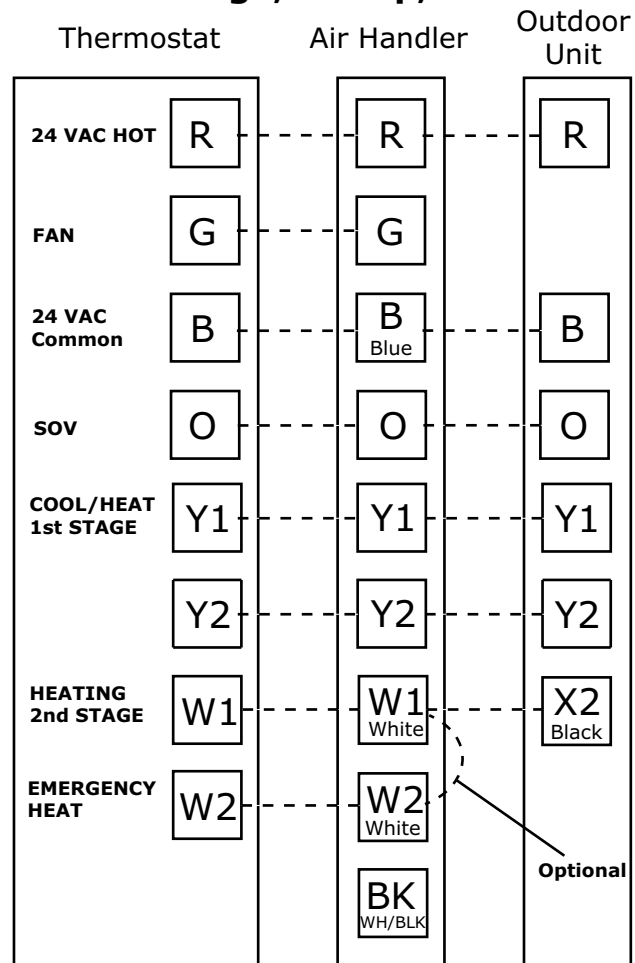 Thermostat Air Handler Outdoor
Unit
24 VAC HOT R R R
FAN G G
24 VAC
Common B B B
Blue
SOV O O O
COOL/HEAT
1st STAGE Y1 Y1 Y1
Y2 Y2 Y2
HEATING
2nd STAGE W1 W1 X2
White Black
EMERGENCY
HEAT W2 W2
White
Optional
BK
WH/BLK